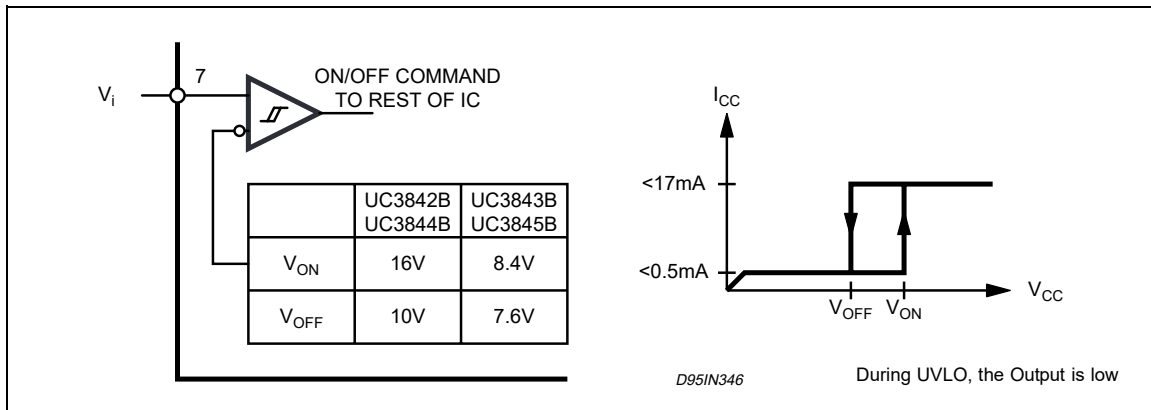 V_i
7
ON/OFF COMMAND
TO REST OF IC
UC3842B UC3843B
UC3844B UC3845B
V_ON 16V 8.4V
V_OFF 10V 7.6V
I_CC
<17mA
<0.5mA
V_OFF V_ON
V_CC
D95IN346
During UVLO, the Output is low